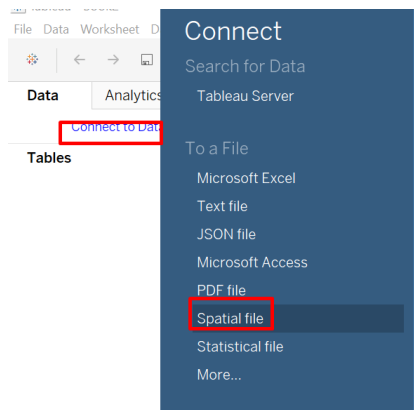 File Data Worksheet D
Data Analytics
Connect to Data
Tables
Connect
Search for Data
Tableau Server
To a File
Microsoft Excel
Text file
JSON file
Microsoft Access
PDF file
Spatial file
Statistical file
More...